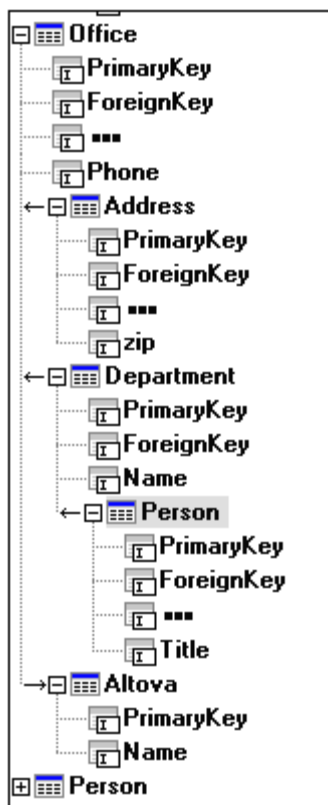 Office
PrimaryKey
ForeignKey
...
Phone
Address
PrimaryKey
ForeignKey
...
zip
Department
PrimaryKey
ForeignKey
Name
Person
PrimaryKey
ForeignKey
...
Title
Altova
PrimaryKey
Name
Person